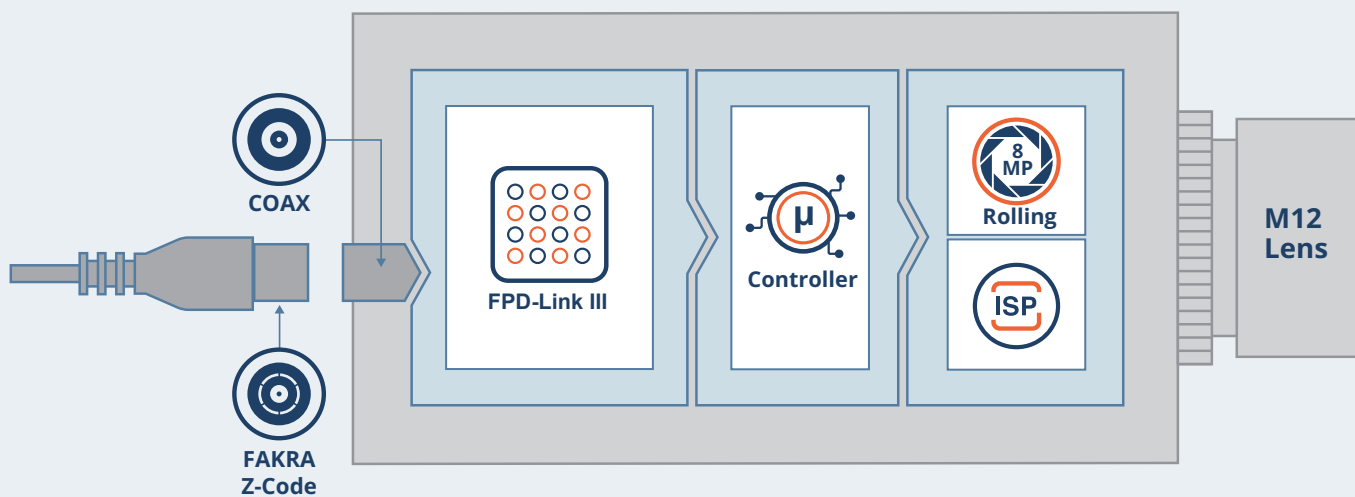 COAX
FAKRA
Z-Code
FPD-Link III
µ
Controller
8
MP
Rolling
ISP
M12
Lens